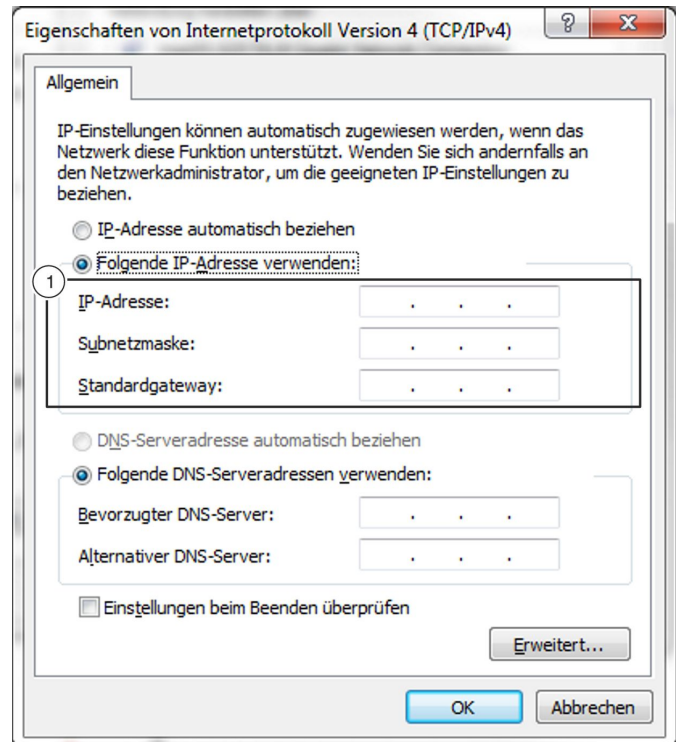 Eigenschaften von Internetprotokoll Version 4 (TCP/IPv4)
?
X
Allgemein
IP-Einstellungen können automatisch zugewiesen werden, wenn das
Netzwerk diese Funktion unterstützt. Wenden Sie sich andernfalls an
den Netzwerkadministrator, um die geeigneten IP-Einstellungen zu
beziehen.
IP-Adresse automatisch beziehen
Folgende IP-Adresse verwenden:
1
IP-Adresse: . . .
Subnetzmaske: . . .
Standardgateway: . . .
DNS-Serveradresse automatisch beziehen
Folgende DNS-Serveradressen verwenden:
Bevorzugter DNS-Server: . . .
Alternativer DNS-Server: . . .
Einstellungen beim Beenden überprüfen
Erweitert...
OK Abbrechen